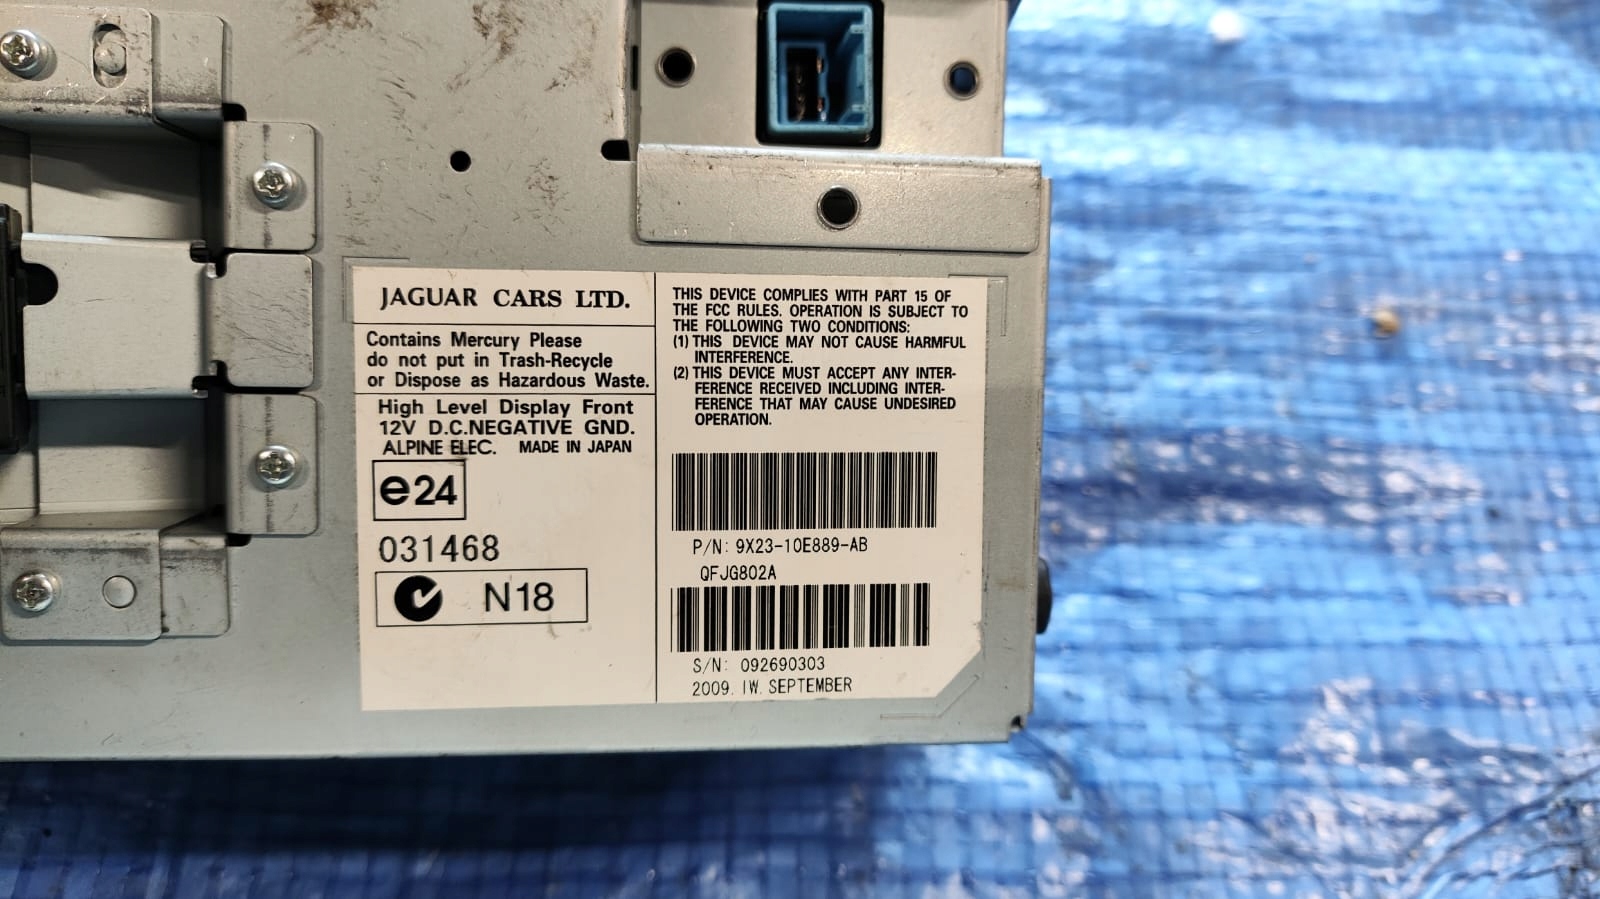 JAGUAR CARS LTD.
Contains Mercury Please
do not put in Trash-Recycle
or Dispose as Hazardous Waste.
High Level Display Front
12V D.C.NEGATIVE GND.
ALPINE ELEC. MADE IN JAPAN
e24
031468
N18
THIS DEVICE COMPLIES WITH PART 15 OF
THE FCC RULES. OPERATION IS SUBJECT TO
THE FOLLOWING TWO CONDITIONS:
(1) THIS DEVICE MAY NOT CAUSE HARMFUL
INTERFERENCE.
(2) THIS DEVICE MUST ACCEPT ANY INTER-
FERENCE RECEIVED INCLUDING INTER-
FERENCE THAT MAY CAUSE UNDESIRED
OPERATION.
P/N: 9X23-10E889-AB
QFJG802A
S/N: 092690303
2009. IW. SEPTEMBER